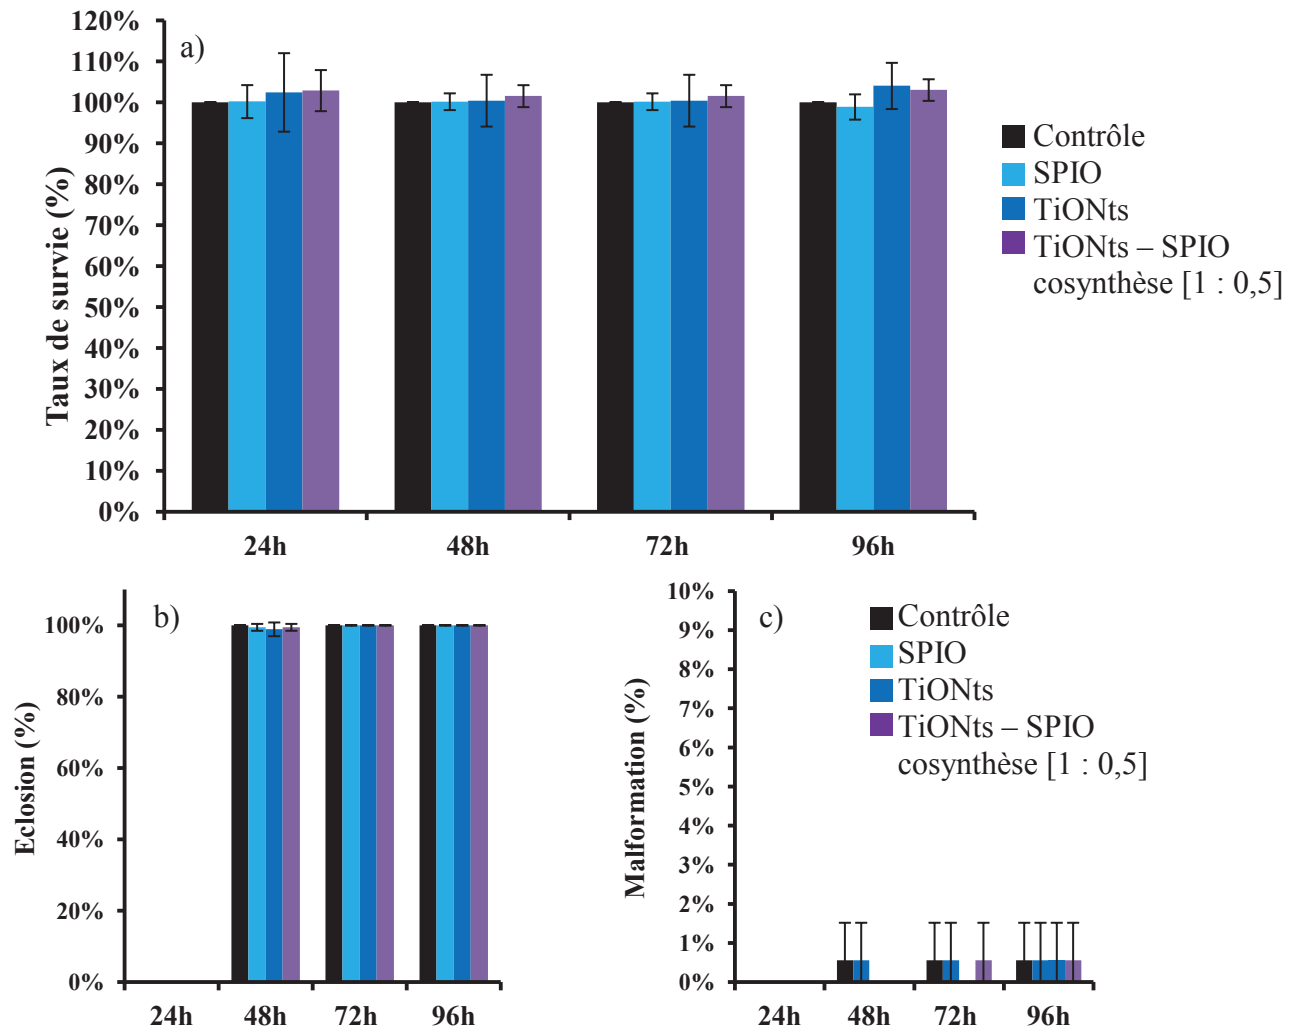 120%
a)
110%
100%
90%
80%
70%
60%
50%
40%
30%
20%
10%
0%
Taux de survie (%)
24h
48h
72h
96h
Contrôle
SPIO
TiONts
TiONts – SPIO
cosynthèse [1 : 0,5]
b)
100%
80%
60%
40%
20%
0%
Eclosion (%)
24h
48h
72h
96h
c)
10%
9%
8%
7%
6%
5%
4%
3%
2%
1%
0%
Malformation (%)
24h
48h
72h
96h
Contrôle
SPIO
TiONts
TiONts – SPIO
cosynthèse [1 : 0,5]